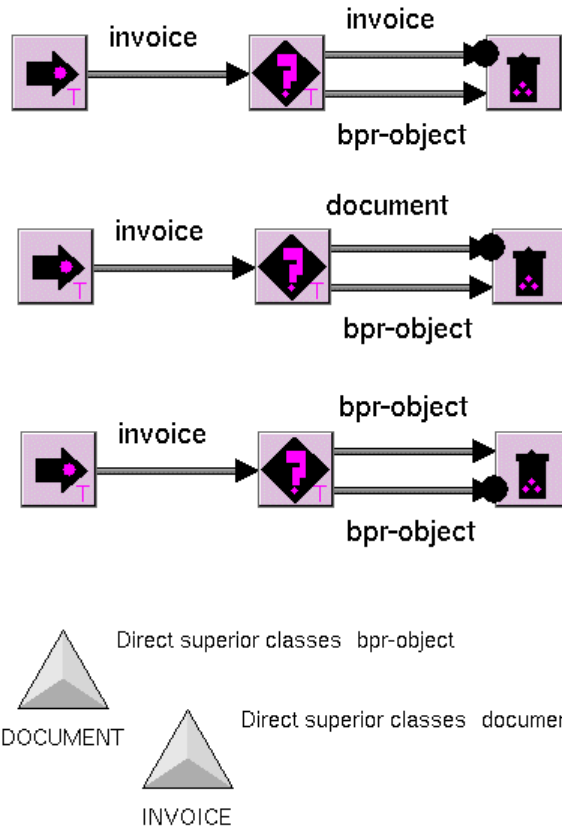 invoice
invoice
T
T
bpr-object
document
invoice
T
T
bpr-object
bpr-object
invoice
T
T
bpr-object
Direct superior classes bpr-object
DOCUMENT
Direct superior classes documen
INVOICE